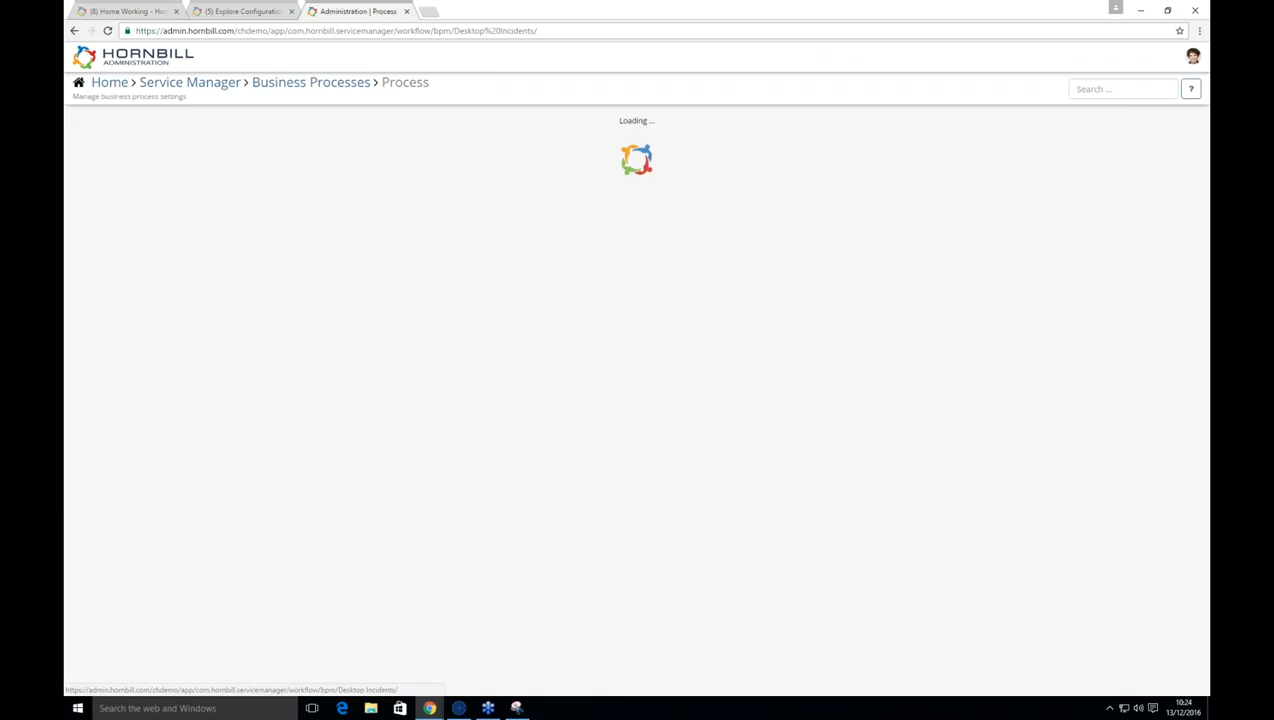 (8) Home Working - Hor
(5) Explore Configuration
Administration | Process
https://admin.hornbill.com/chdemo/app/com.hornbill.servicemanager/workflow/bpm/Desktop%20Incidents/
HORNBILL
ADMINISTRATION
Home > Service Manager > Business Processes > Process
Manage business process settings
Search ...
?
Loading ...
https://admin.hornbill.com/chdemo/app/com.hornbill.servicemanager/workflow/bpm/Desktop Incidents/
Search the web and Windows
10:24
13/12/2016